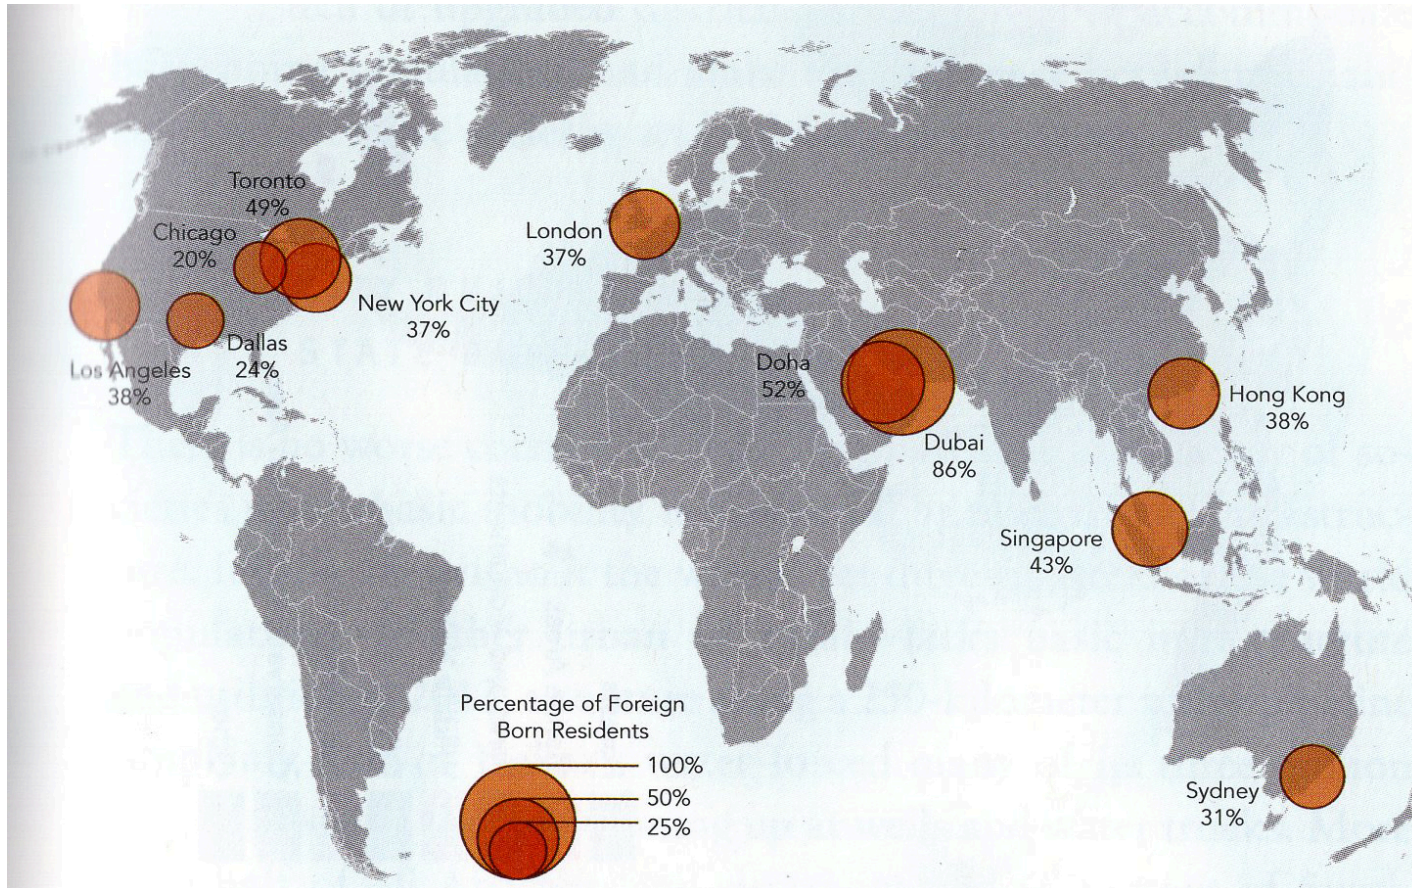 Toronto
49%
Chicago
20%
New York City
37%
Dallas
24%
Los Angeles
38%
London
37%
Doha
52%
Dubai
86%
Hong Kong
38%
Singapore
43%
Sydney
31%
Percentage of Foreign
Born Residents
100%
50%
25%